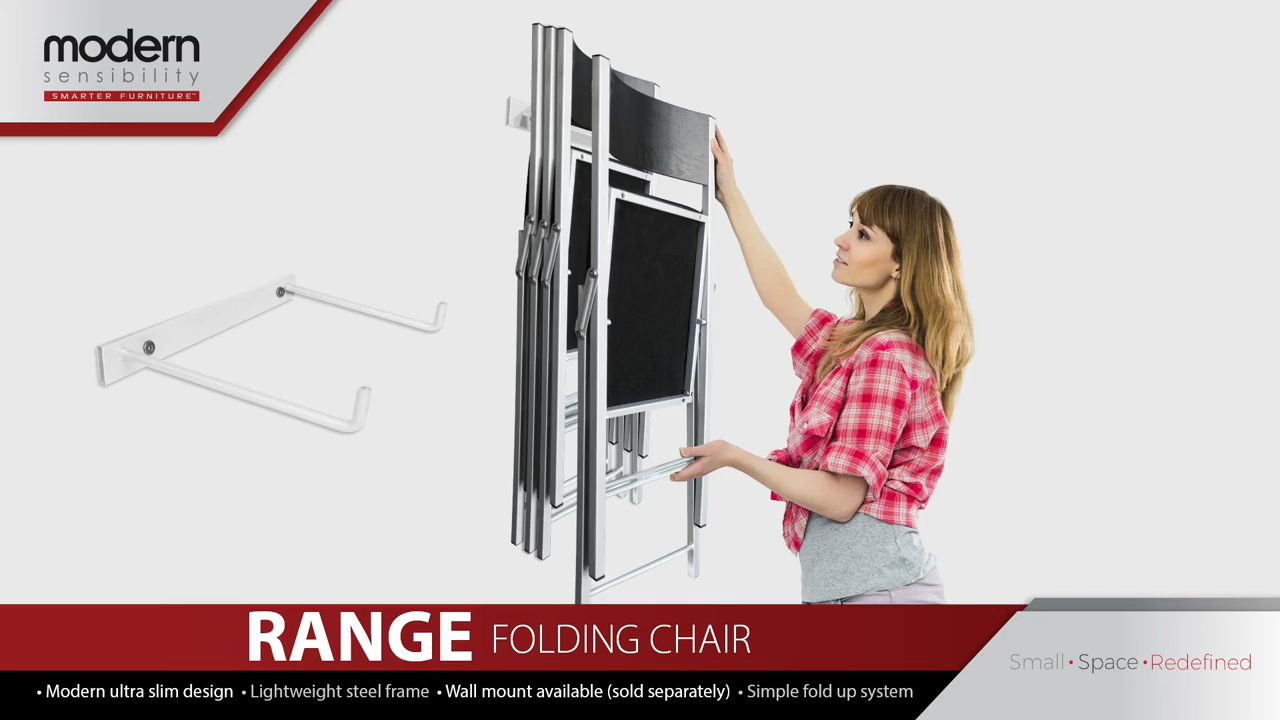 modern
sensibility
SMARTER FURNITURE™
RANGE FOLDING CHAIR
Small • Space • Redefined
• Modern ultra slim design • Lightweight steel frame • Wall mount available (sold separately) • Simple fold up system